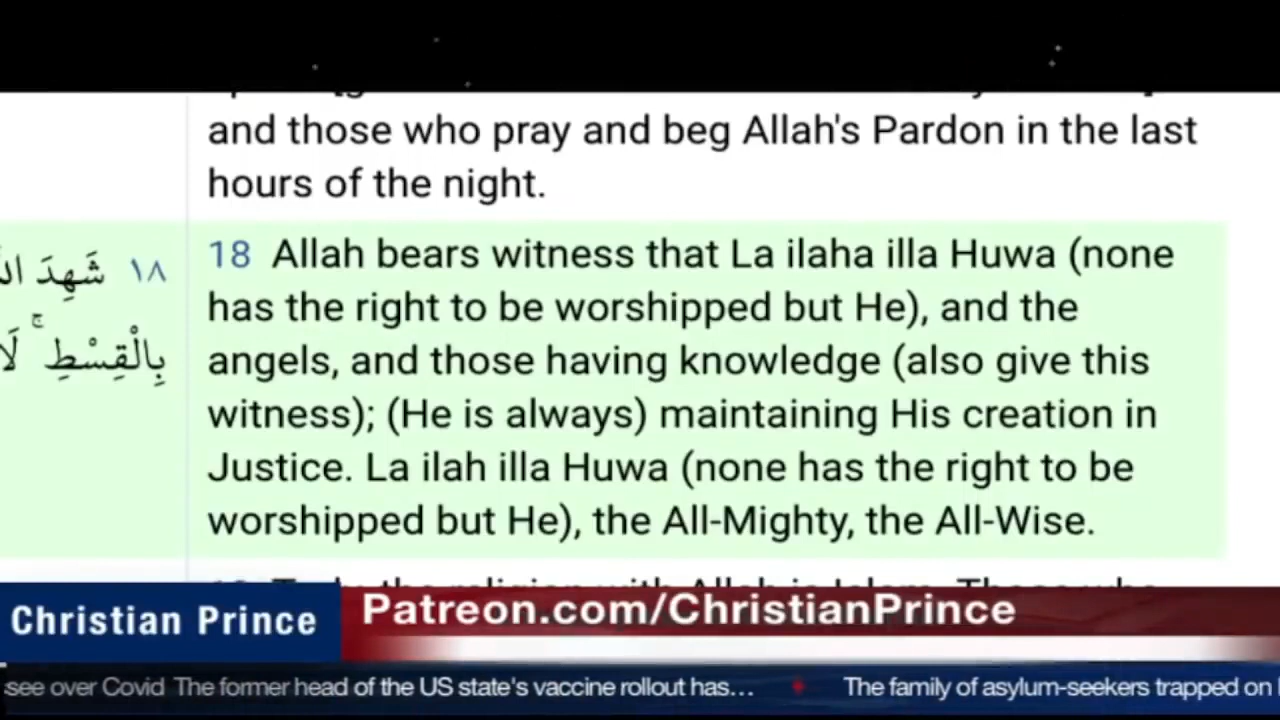 and those who pray and beg Allah's Pardon in the last
hours of the night.
١٨ شَهِدَ
بِالْقِسْطِ ۚ لَا
18 Allah bears witness that La ilaha illa Huwa (none
has the right to be worshipped but He), and the
angels, and those having knowledge (also give this
witness); (He is always) maintaining His creation in
Justice. La ilah illa Huwa (none has the right to be
worshipped but He), the All-Mighty, the All-Wise.
Christian Prince
Patreon.com/ChristianPrince
see over Covid The former head of the US state's vaccine rollout has... The family of asylum-seekers trapped on